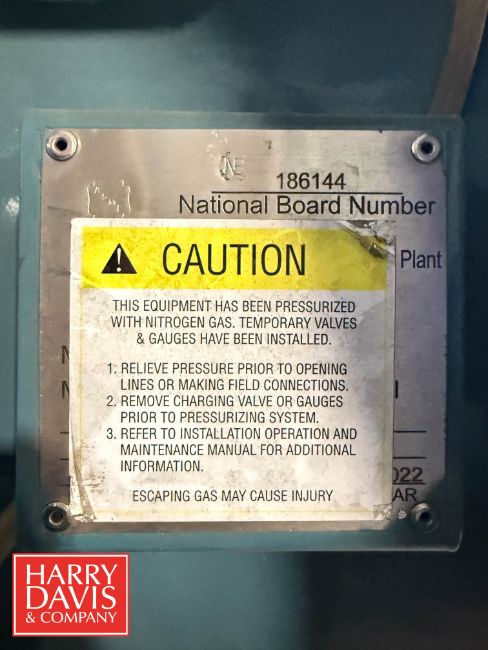 NB
186144
National Board Number
Plant
CAUTION
THIS EQUIPMENT HAS BEEN PRESSURIZED
WITH NITROGEN GAS. TEMPORARY VALVES
& GAUGES HAVE BEEN INSTALLED.
1. RELIEVE PRESSURE PRIOR TO OPENING
LINES OR MAKING FIELD CONNECTIONS.
2. REMOVE CHARGING VALVE OR GAUGES
PRIOR TO PRESSURIZING SYSTEM.
3. REFER TO INSTALLATION OPERATION AND
MAINTENANCE MANUAL FOR ADDITIONAL
INFORMATION.
ESCAPING GAS MAY CAUSE INJURY
022
AR
HARRY
DAVIS
& COMPANY